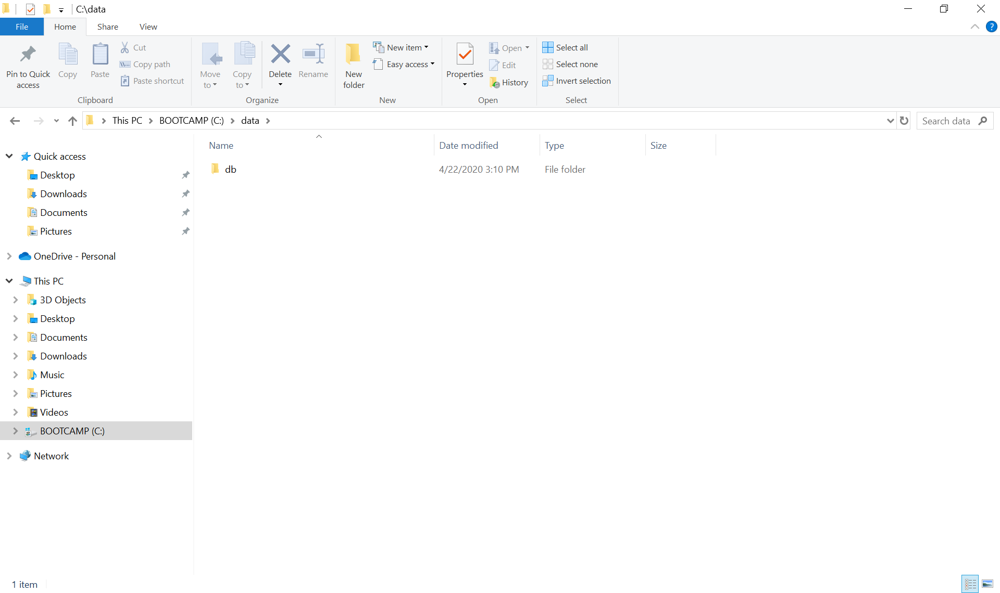 C:\data
File Home Share View
Pin to Quick access
Copy
Paste
Cut
Copy path
Paste shortcut
Clipboard
Move to
Copy to
Delete
Rename
Organize
New folder
New item
Easy access
New
Properties
Open
Edit
History
Open
Select all
Select none
Invert selection
Select
This PC BOOTCAMP (C:) data
Search data
Name Date modified Type Size
db 4/22/2020 3:10 PM File folder
Quick access
Desktop
Downloads
Documents
Pictures
OneDrive - Personal
This PC
3D Objects
Desktop
Documents
Downloads
Music
Pictures
Videos
BOOTCAMP (C:)
Network
1 item